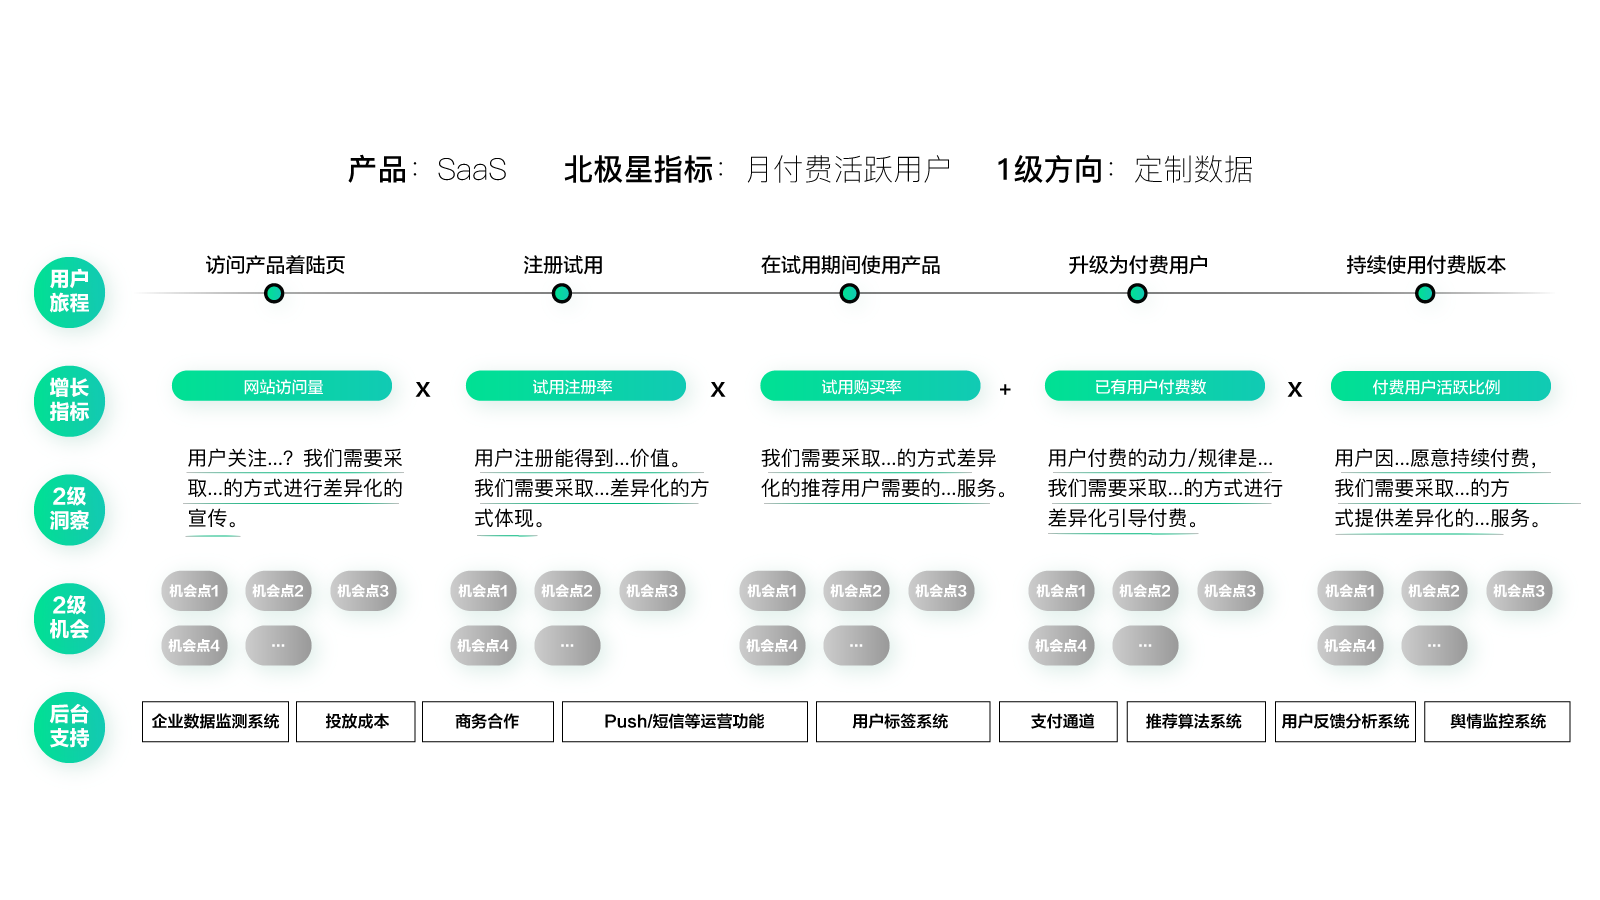 产品：SaaS 北极星指标：月付费活跃用户 1级方向：定制数据
用户
旅程
访问产品着陆页
注册试用
在试用期间使用产品
升级为付费用户
持续使用付费版本
增长
指标
网站访问量 X 试用注册率 X 试用购买率 + 已有用户付费数 X 付费用户活跃比例
2级
洞察
用户关注...？我们需要采
取...的方式进行差异化的
宣传。
用户注册能得到...价值。
我们需要采取...差异化的方
式体现。
我们需要采取...的方式差异
化的推荐用户需要的...服务。
用户付费的动力/规律是...
我们需要采取...的方式进行
差异化引导付费。
用户因...愿意持续付费，
我们需要采取...的方
式提供差异化的...服务。
2级
机会
机会点1 机会点2 机会点3
机会点4 ...
机会点1 机会点2 机会点3
机会点4 ...
机会点1 机会点2 机会点3
机会点4 ...
机会点1 机会点2 机会点3
机会点4 ...
机会点1 机会点2 机会点3
机会点4 ...
后台
支持
企业数据监测系统
投放成本
商务合作
Push/短信等运营功能
用户标签系统
支付通道
推荐算法系统
用户反馈分析系统
舆情监控系统